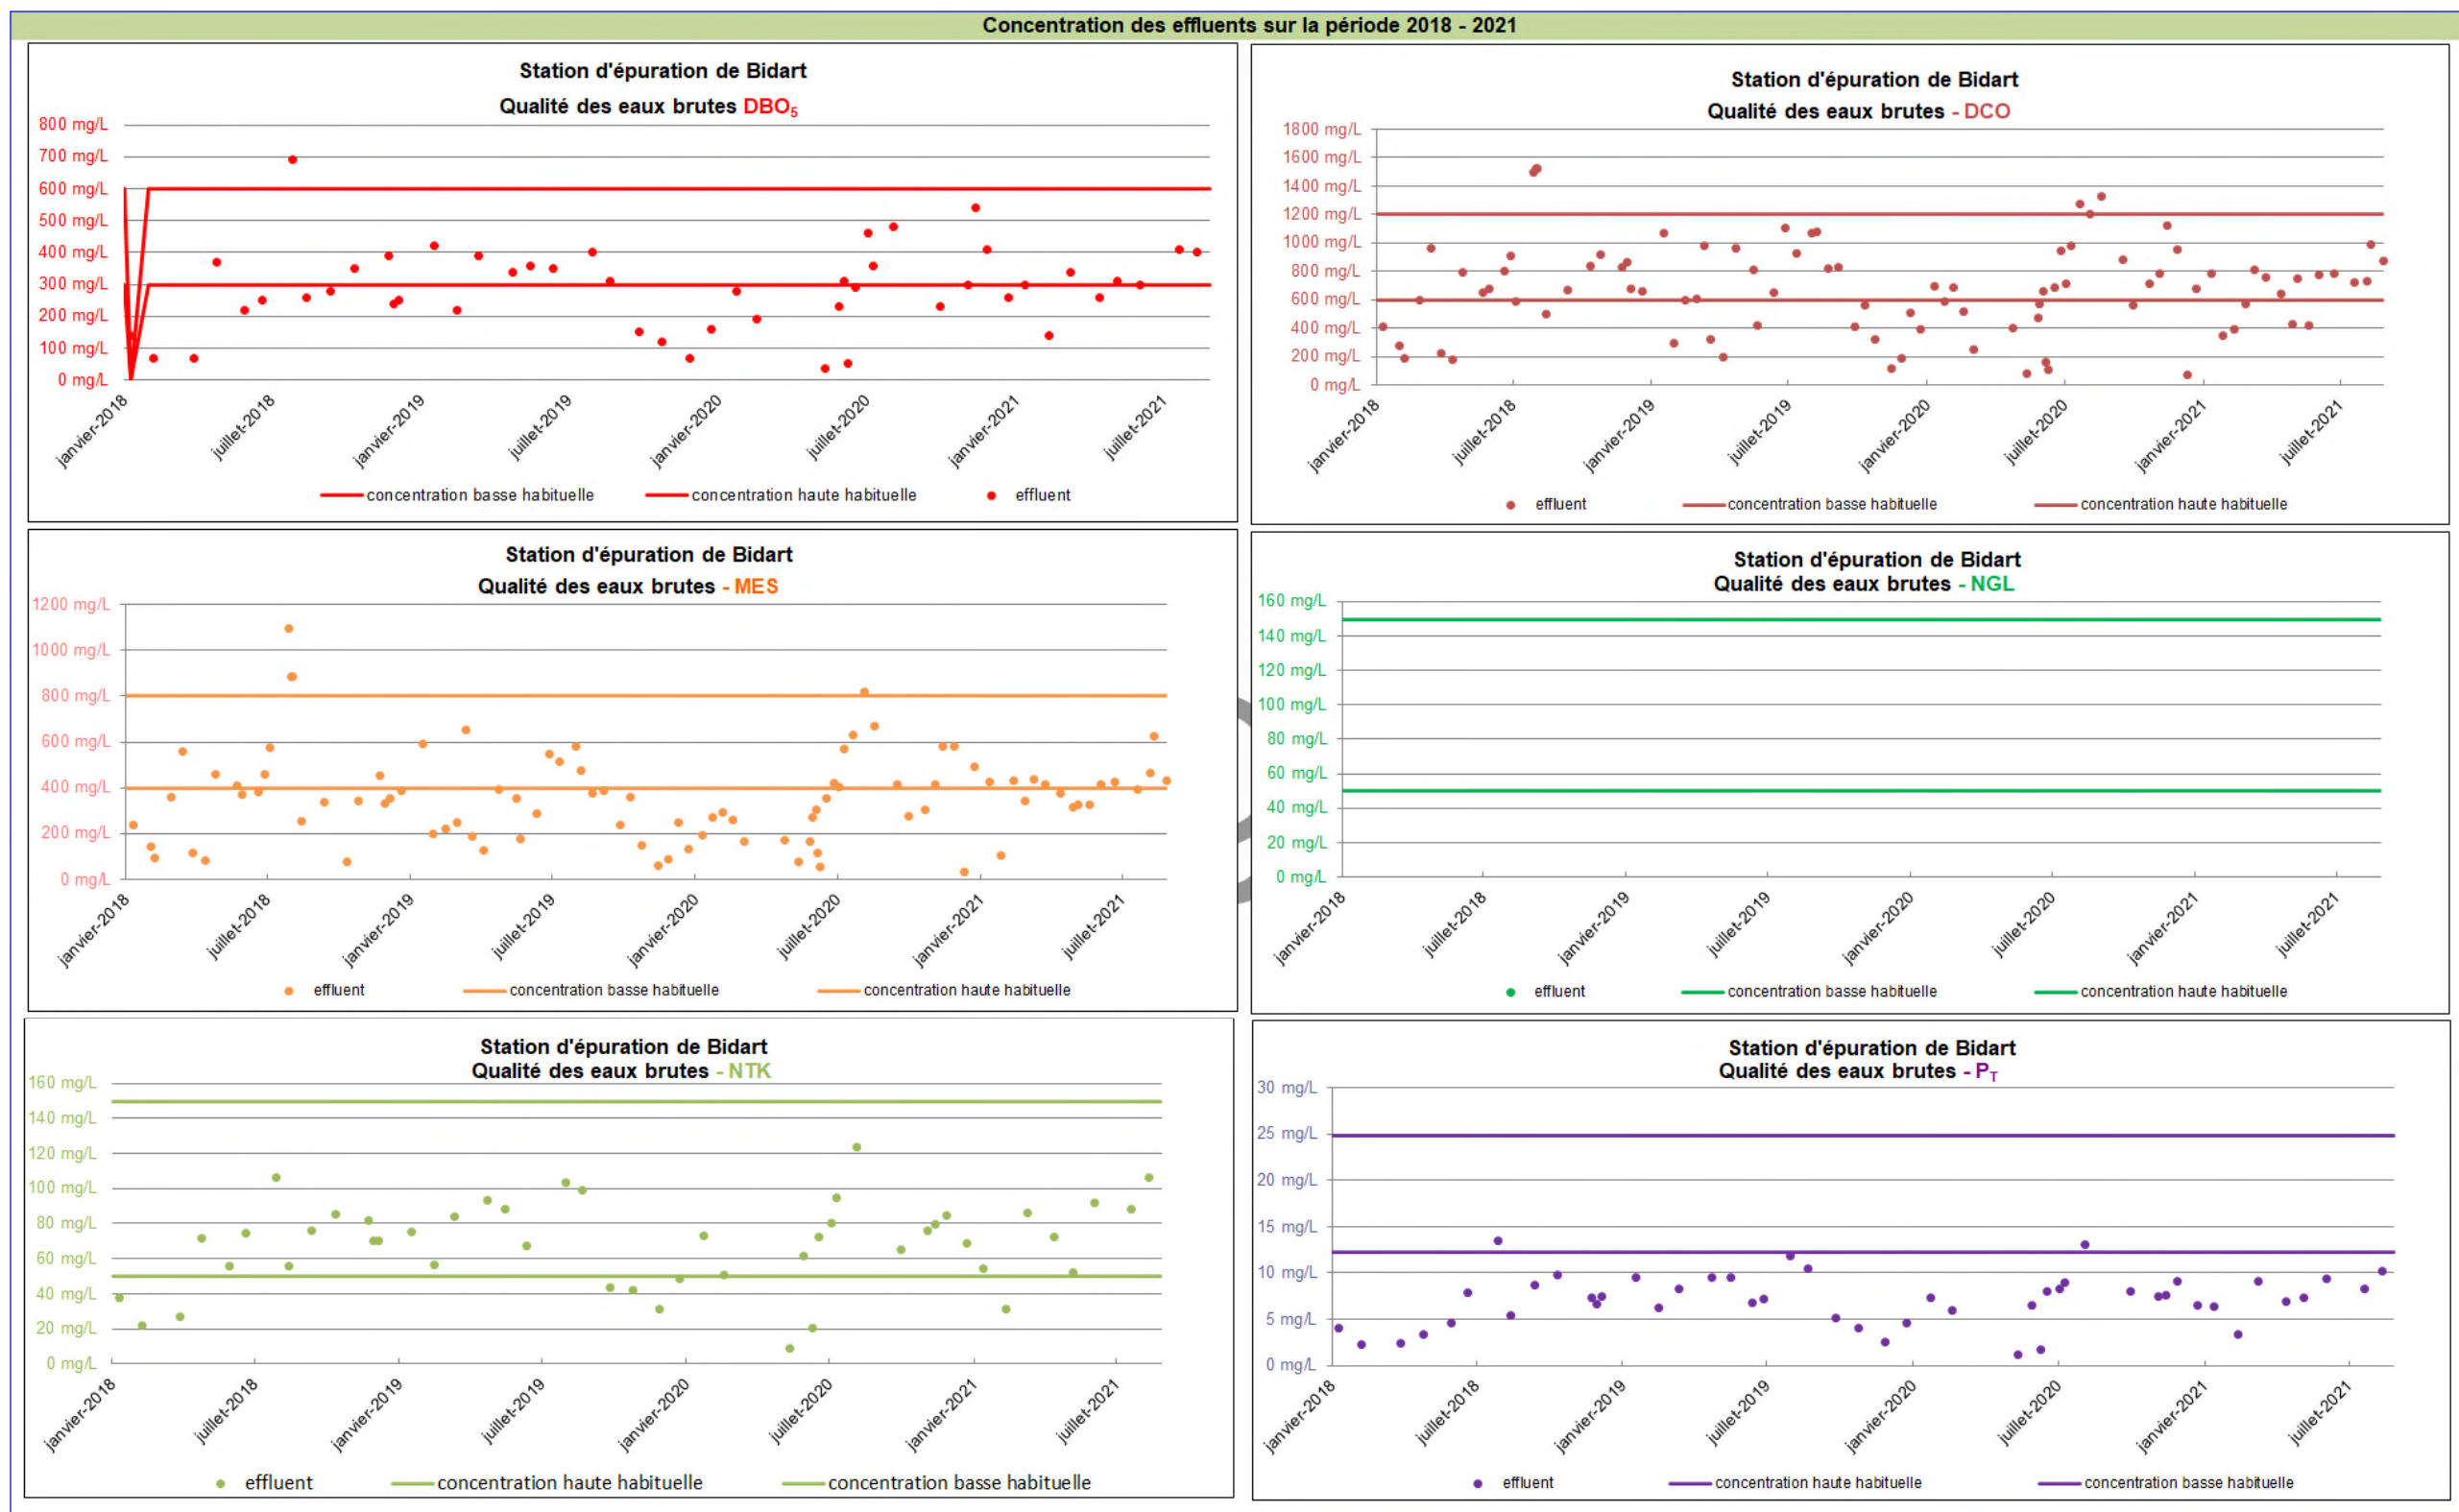 Concentration des effluents sur la période 2018 - 2021
Station d'épuration de Bidart
Qualité des eaux brutes DBO₅
800 mg/L
700 mg/L
600 mg/L
500 mg/L
400 mg/L
300 mg/L
200 mg/L
100 mg/L
0 mg/L
janvier-2018
juillet-2018
janvier-2019
juillet-2019
janvier-2020
juillet-2020
janvier-2021
juillet-2021
concentration basse habituelle
concentration haute habituelle
effluent
Station d'épuration de Bidart
Qualité des eaux brutes - DCO
1800 mg/L
1600 mg/L
1400 mg/L
1200 mg/L
1000 mg/L
800 mg/L
600 mg/L
400 mg/L
200 mg/L
0 mg/L
janvier-2018
juillet-2018
janvier-2019
juillet-2019
janvier-2020
juillet-2020
janvier-2021
juillet-2021
effluent
concentration basse habituelle
concentration haute habituelle
Station d'épuration de Bidart
Qualité des eaux brutes - MES
1200 mg/L
1000 mg/L
800 mg/L
600 mg/L
400 mg/L
200 mg/L
0 mg/L
janvier-2018
juillet-2018
janvier-2019
juillet-2019
janvier-2020
juillet-2020
janvier-2021
juillet-2021
effluent
concentration basse habituelle
concentration haute habituelle
Station d'épuration de Bidart
Qualité des eaux brutes - NGL
160 mg/L
140 mg/L
120 mg/L
100 mg/L
80 mg/L
60 mg/L
40 mg/L
20 mg/L
0 mg/L
janvier-2018
juillet-2018
janvier-2019
juillet-2019
janvier-2020
juillet-2020
janvier-2021
juillet-2021
effluent
concentration basse habituelle
concentration haute habituelle
Station d'épuration de Bidart
Qualité des eaux brutes - NTK
160 mg/L
140 mg/L
120 mg/L
100 mg/L
80 mg/L
60 mg/L
40 mg/L
20 mg/L
0 mg/L
janvier-2018
juillet-2018
janvier-2019
juillet-2019
janvier-2020
juillet-2020
janvier-2021
juillet-2021
effluent
concentration haute habituelle
concentration basse habituelle
Station d'épuration de Bidart
Qualité des eaux brutes - P_T
30 mg/L
25 mg/L
20 mg/L
15 mg/L
10 mg/L
5 mg/L
0 mg/L
janvier-2018
juillet-2018
janvier-2019
juillet-2019
janvier-2020
juillet-2020
janvier-2021
juillet-2021
effluent
concentration haute habituelle
concentration basse habituelle